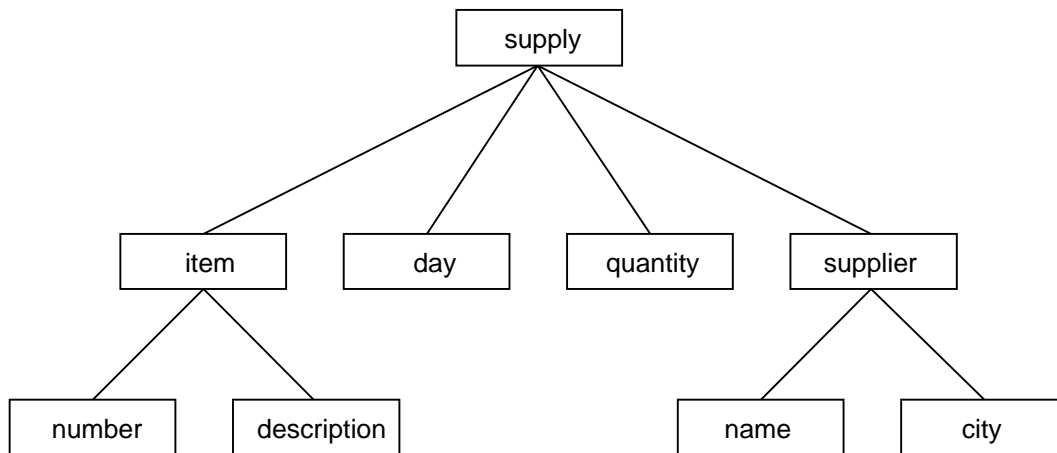 supply
item
day
quantity
supplier
number
description
name
city